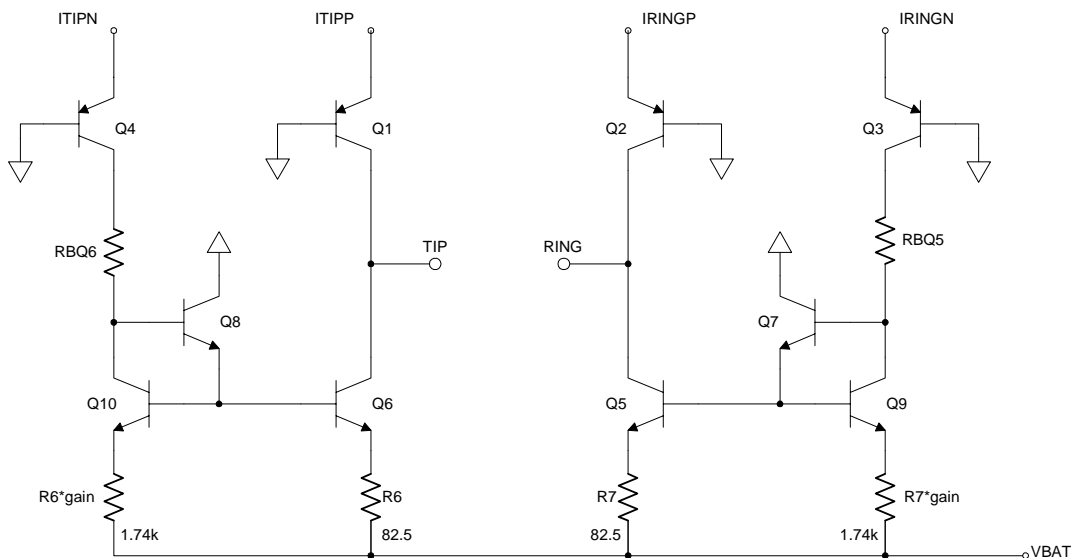 ITIPN
ITIPP
IRINGP
IRINGN
Q4
Q1
Q2
Q3
RBQ6
TIP
RING
RBQ5
Q8
Q7
Q10
Q6
Q5
Q9
R6*gain
R6
R7
R7*gain
1.74k
82.5
82.5
1.74k
VBAT